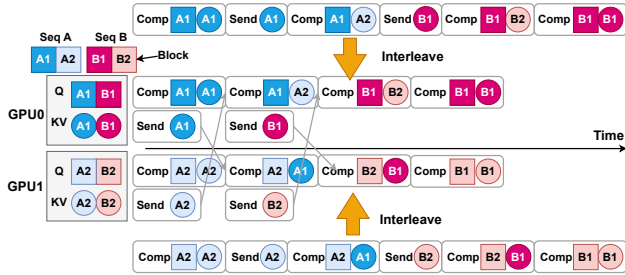 Comp A1 A1 Send A1 Comp A1 A2 Send B1 Comp B1 B2 Comp B1 B1
Seq A Seq B
A1 A2 B1 B2 Block
Interleave
GPU0
Q A1 B1
KV A1 B1
Comp A1 A1 Comp A1 A2 Comp B1 B2 Comp B1 B1
Send A1 Send B1
Time
GPU1
Q A2 B2
KV A2 B2
Comp A2 A2 Comp A2 A1 Comp B2 B1 Comp B1 B1
Send A2 Send B2
Interleave
Comp A2 A2 Send A2 Comp A2 A1 Send B2 Comp B2 B1 Comp B1 B1